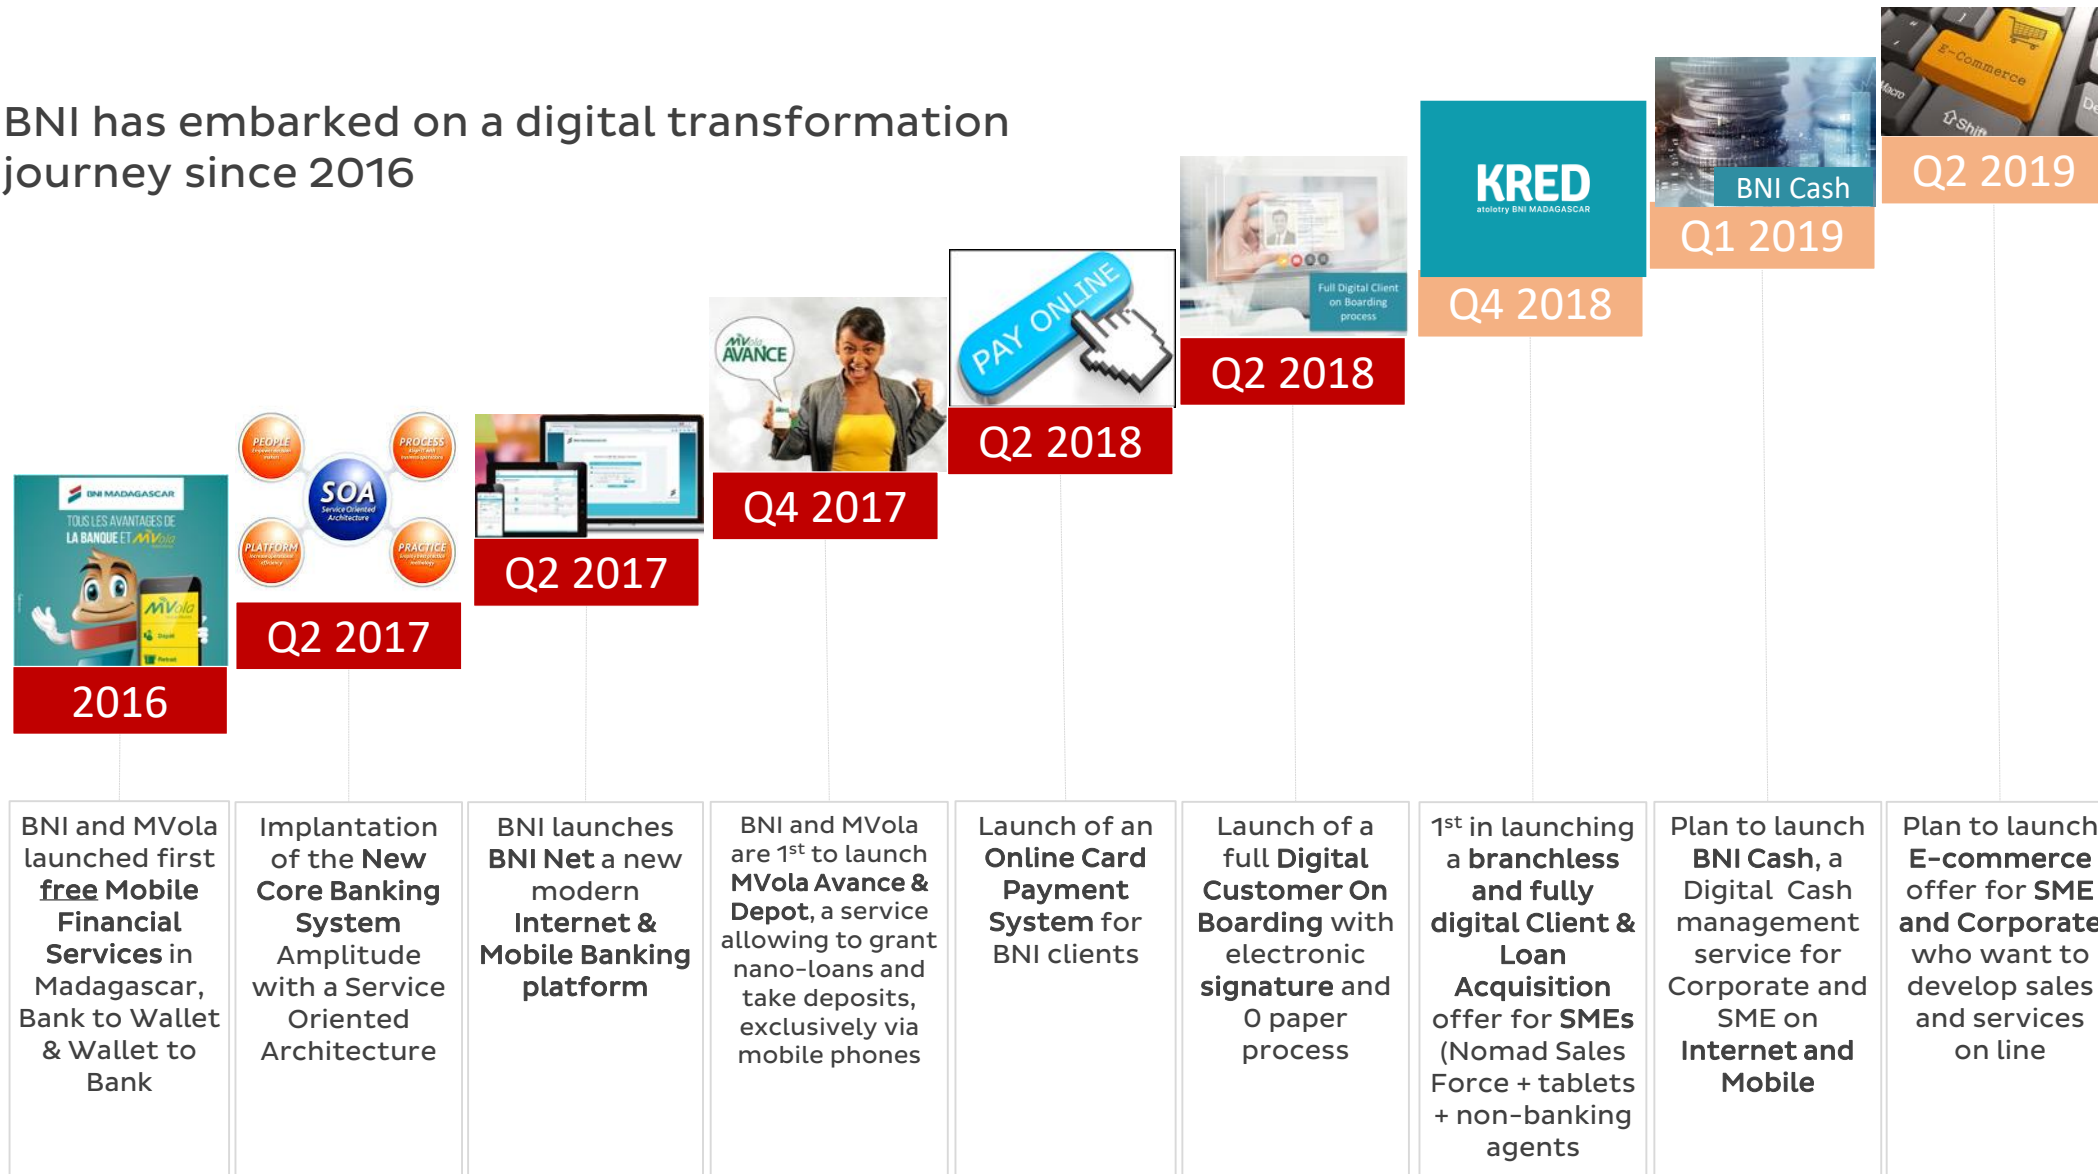 BNI has embarked on a digital transformation
journey since 2016
BNI MADAGASCAR
TOUS LES AVANTAGES DE
LA BANQUE ET MVola
MVola
Dépôt
Retrait
2016
BNI and MVola
launched first
free Mobile
Financial
Services in
Madagascar,
Bank to Wallet
& Wallet to
Bank
PEOPLE
PROCESS
SOA
Service Oriented
Architecture
PLATFORM
PRACTICE
Q2 2017
Implantation
of the New
Core Banking
System
Amplitude
with a Service
Oriented
Architecture
Q2 2017
BNI launches
BNI Net a new
modern
Internet &
Mobile Banking
platform
MVola
AVANCE
Q4 2017
BNI and MVola
are 1st to launch
MVola Avance &
Depot, a service
allowing to grant
nano-loans and
take deposits,
exclusively via
mobile phones
PAY ONLINE
Q2 2018
Launch of an
Online Card
Payment
System for
BNI clients
Full Digital Client
on Boarding
process
Q2 2018
Launch of a
full Digital
Customer On
Boarding with
electronic
signature and
0 paper
process
KRED
atolotry BNI MADAGASCAR
Q4 2018
1st in launching
a branchless
and fully
digital Client &
Loan
Acquisition
offer for SMEs
(Nomad Sales
Force + tablets
+ non-banking
agents
BNI Cash
Q1 2019
Plan to launch
BNI Cash, a
Digital Cash
management
service for
Corporate and
SME on
Internet and
Mobile
E-Commerce
Macro
Shift
De
Q2 2019
Plan to launch
E-commerce
offer for SME
and Corporate
who want to
develop sales
and services
on line